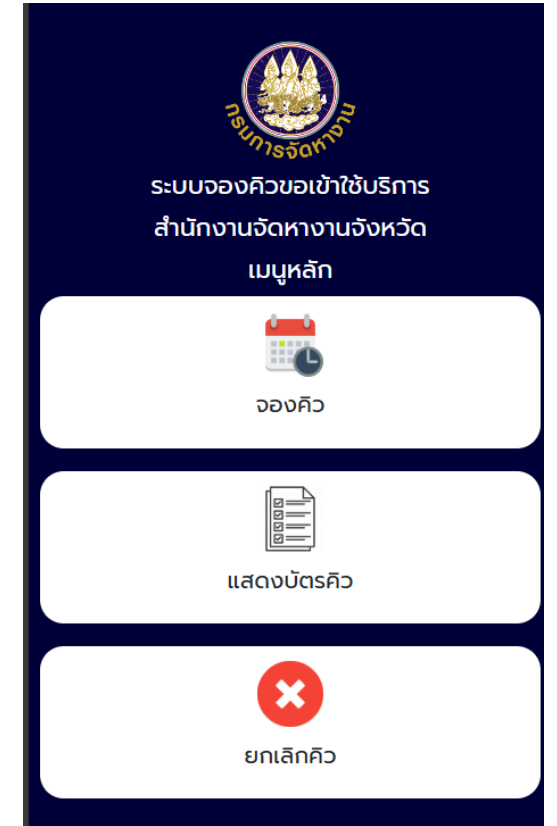 กรมการจัดหางาน
ระบบจองคิวขอเข้าใช้บริการ
สำนักงานจัดหางานจังหวัด
เมนูหลัก
จองคิว
แสดงบัตรคิว
ยกเลิกคิว